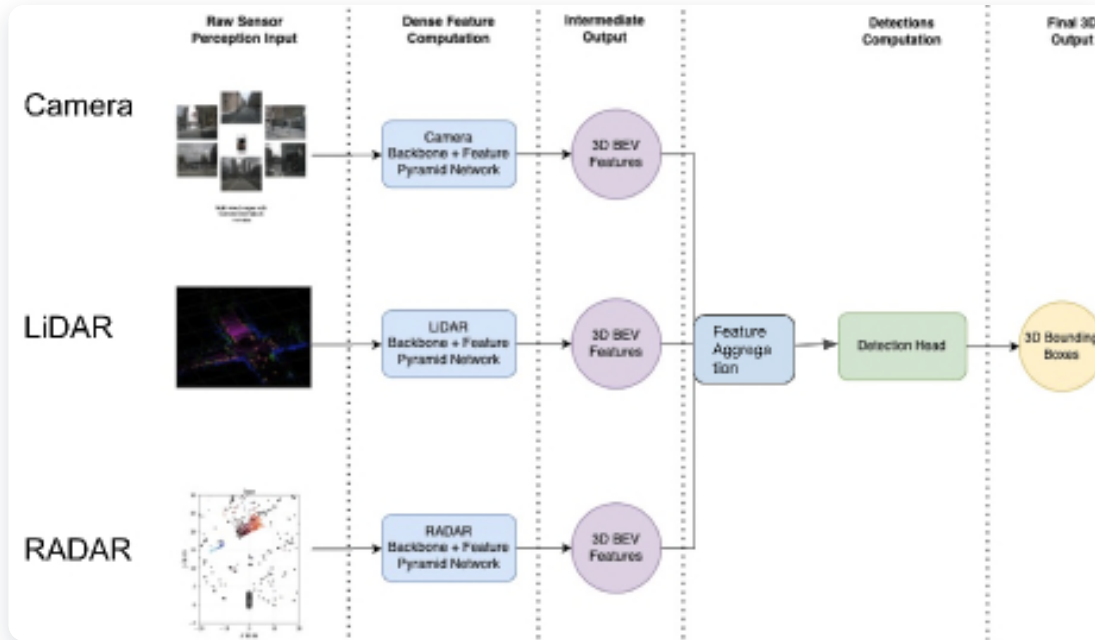 Raw Sensor
Perception Input
Dense Feature
Computation
Intermediate
Output
Detections
Computation
Final 3D
Output
Camera
Camera
Backbone + Feature
Pyramid Network
3D BEV
Features
LiDAR
LiDAR
Backbone + Feature
Pyramid Network
3D BEV
Features
Feature
Aggrega
tion
Detection Head
3D Bounding
Boxes
RADAR
RADAR
Backbone + Feature
Pyramid Network
3D BEV
Features